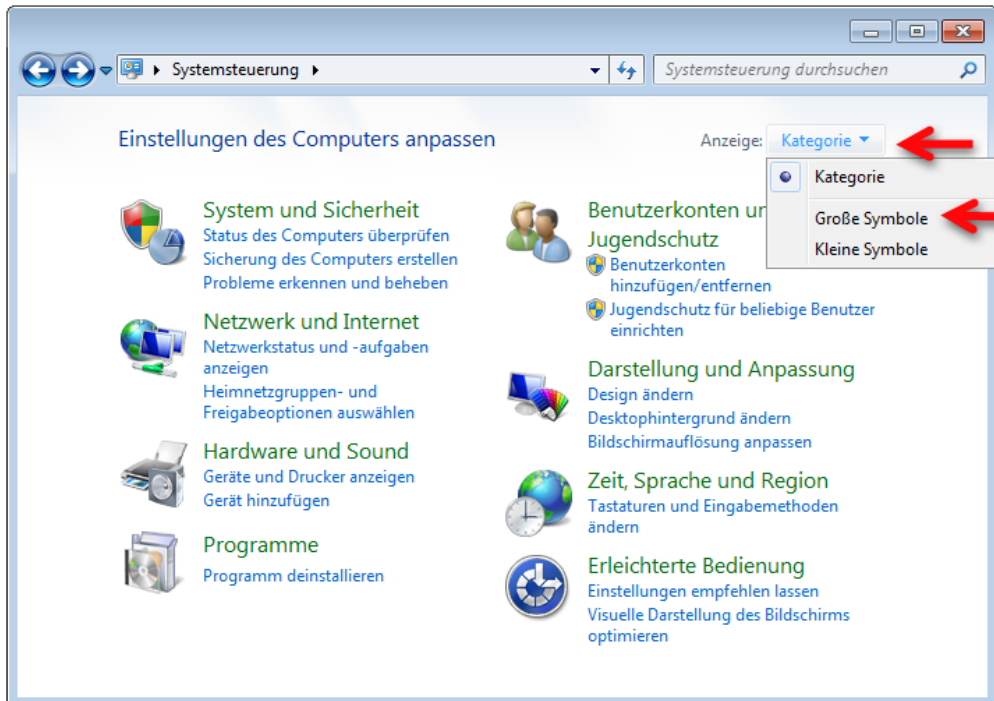 Systemsteuerung
Systemsteuerung durchsuchen
Einstellungen des Computers anpassen
Anzeige: Kategorie
Kategorie
Große Symbole
Kleine Symbole
System und Sicherheit
Status des Computers überprüfen
Sicherung des Computers erstellen
Probleme erkennen und beheben
Netzwerk und Internet
Netzwerkstatus und -aufgaben
anzeigen
Heimnetzgruppen- und
Freigabeoptionen auswählen
Hardware und Sound
Geräte und Drucker anzeigen
Gerät hinzufügen
Programme
Programm deinstallieren
Benutzerkonten
Jugendschutz
Benutzerkonten
hinzufügen/entfernen
Jugendschutz für beliebige Benutzer
einrichten
Darstellung und Anpassung
Design ändern
Desktophintergrund ändern
Bildschirmauflösung anpassen
Zeit, Sprache und Region
Tastaturen und Eingabemethoden
ändern
Erleichterte Bedienung
Einstellungen empfehlen lassen
Visuelle Darstellung des Bildschirms
optimieren